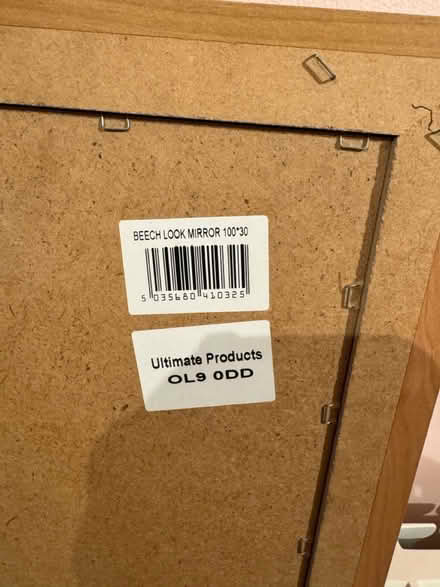 BEECH LOOK MIRROR 100*30
5 035680 410325
Ultimate Products
OL9 0DD